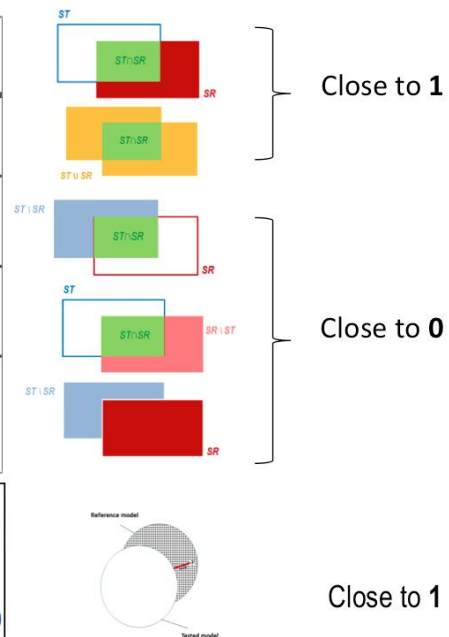 ST
ST∩SR
SR
Close to 1
ST∩SR
ST∪SR
ST \ SR
ST∩SR
SR
ST
Close to 0
ST∩SR
SR \ ST
ST \ SR
SR
Reference model
Close to 1
Tested model